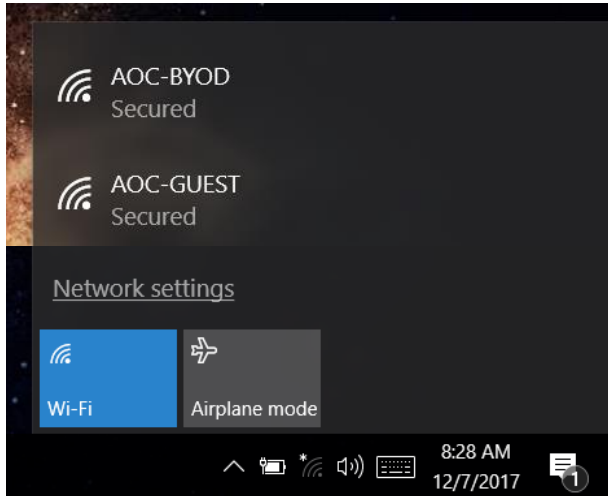 AOC-BYOD
Secured
AOC-GUEST
Secured
Network settings
Wi-Fi
Airplane mode
8:28 AM
12/7/2017
1